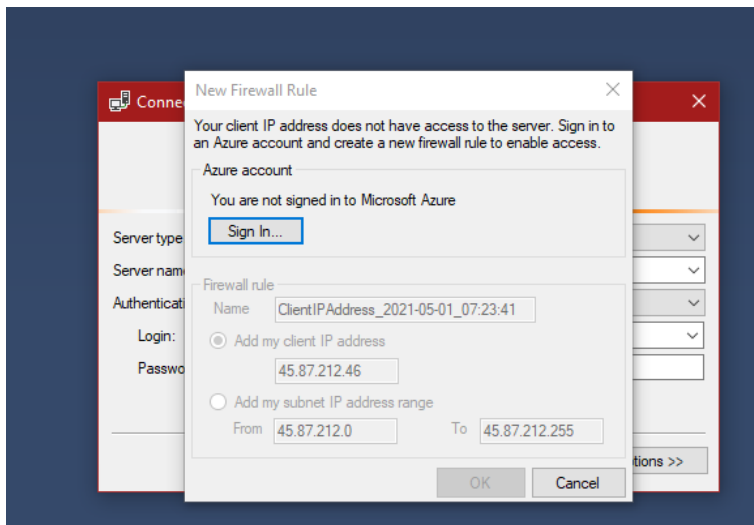 Conne
New Firewall Rule
Your client IP address does not have access to the server. Sign in to
an Azure account and create a new firewall rule to enable access.
Azure account
You are not signed in to Microsoft Azure
Sign In...
Server type
Server nam
Authenticati
Login:
Passwo
Firewall rule
Name ClientIPAddress_2021-05-01_07:23:41
Add my client IP address
45.87.212.46
Add my subnet IP address range
From 45.87.212.0 To 45.87.212.255
OK Cancel
tions >>